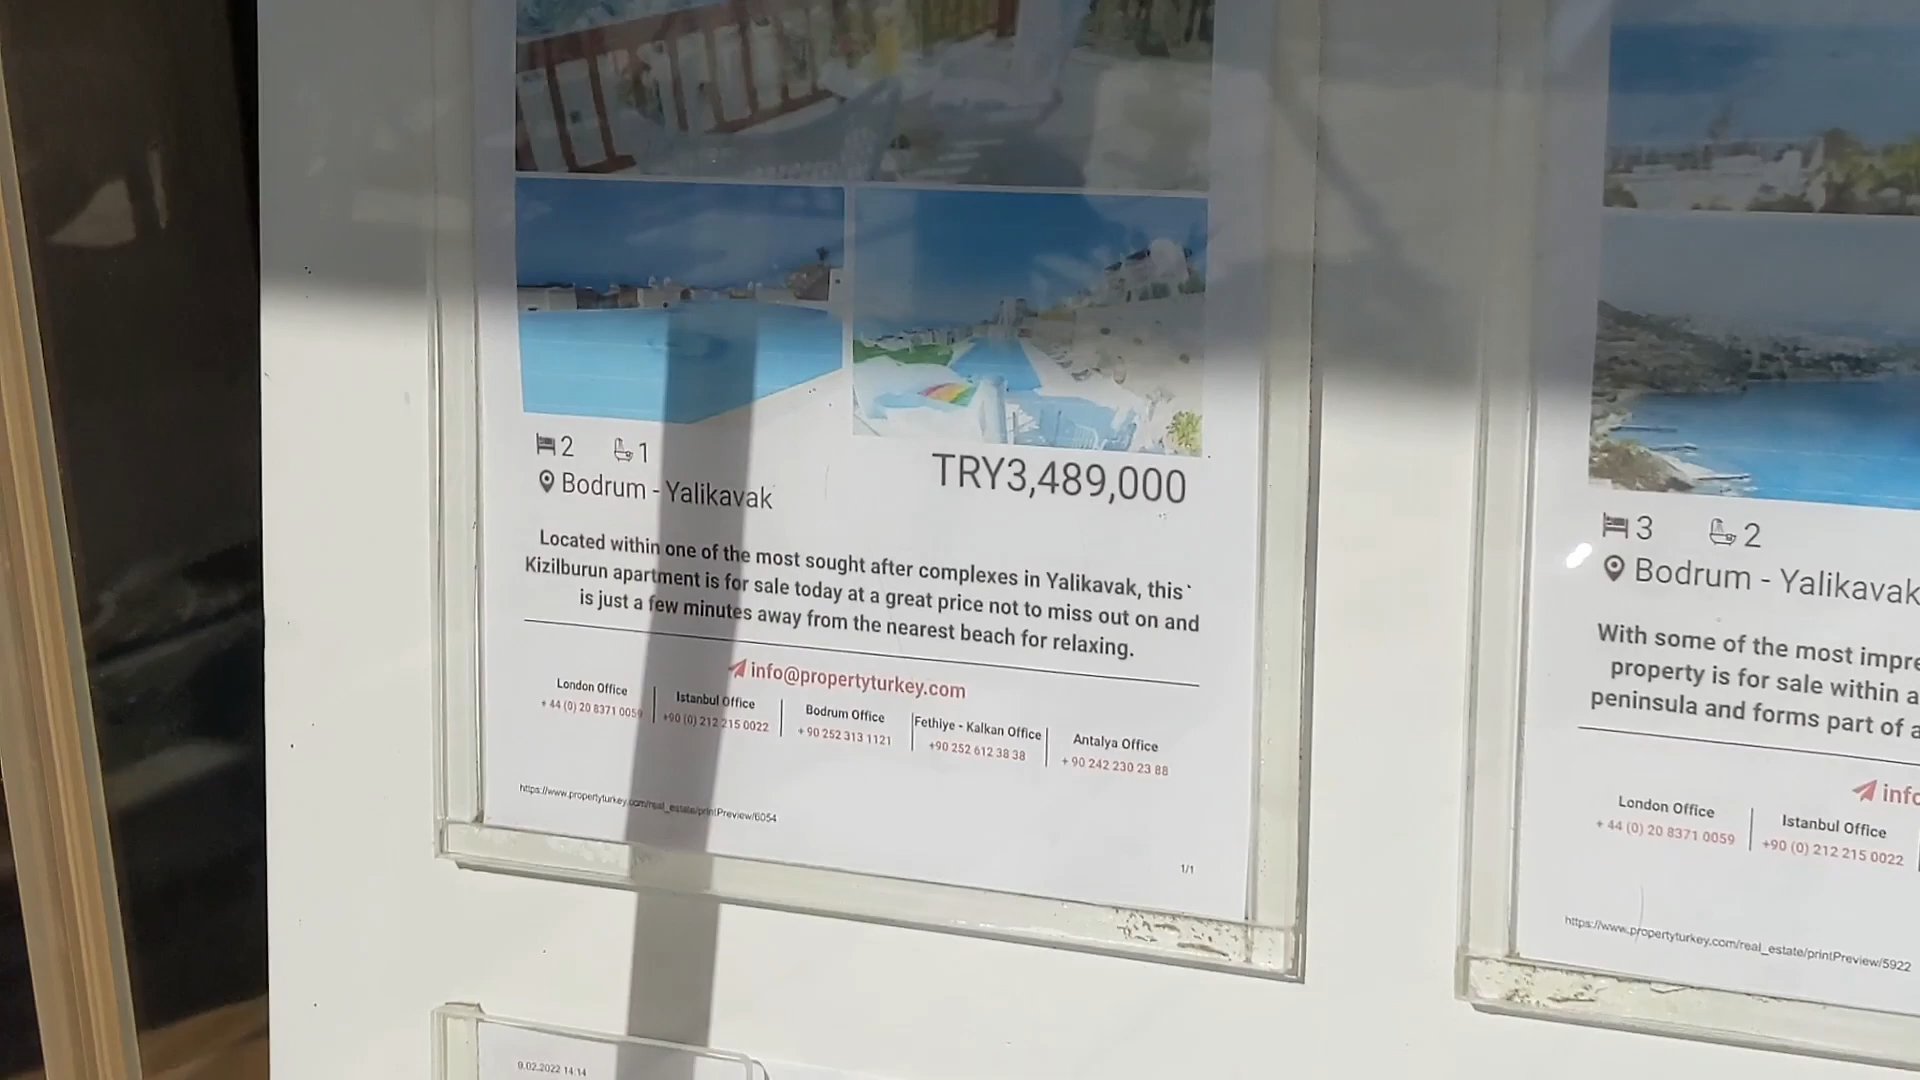 2 1
Bodrum - Yalikavak
TRY3,489,000
Located within one of the most sought after complexes in Yalikavak, this`
Kizilburun apartment is for sale today at a great price not to miss out on and
is just a few minutes away from the nearest beach for relaxing.
info@propertyturkey.com
London Office
+ 44 (0) 20 8371 0059
Istanbul Office
+90 (0) 212 215 0022
Bodrum Office
+ 90 252 313 1121
Fethiye - Kalkan Office
+90 252 612 38 38
Antalya Office
+ 90 242 230 23 88
https://www.propertyturkey.com/real_estate/printPreview/6054
1/1
9.02.2022 14:14
3 2
Bodrum - Yalikavak
With some of the most impre
property is for sale within a
peninsula and forms part of a
info
London Office
+ 44 (0) 20 8371 0059
Istanbul Office
+90 (0) 212 215 0022
https://www.propertyturkey.com/real_estate/printPreview/5922